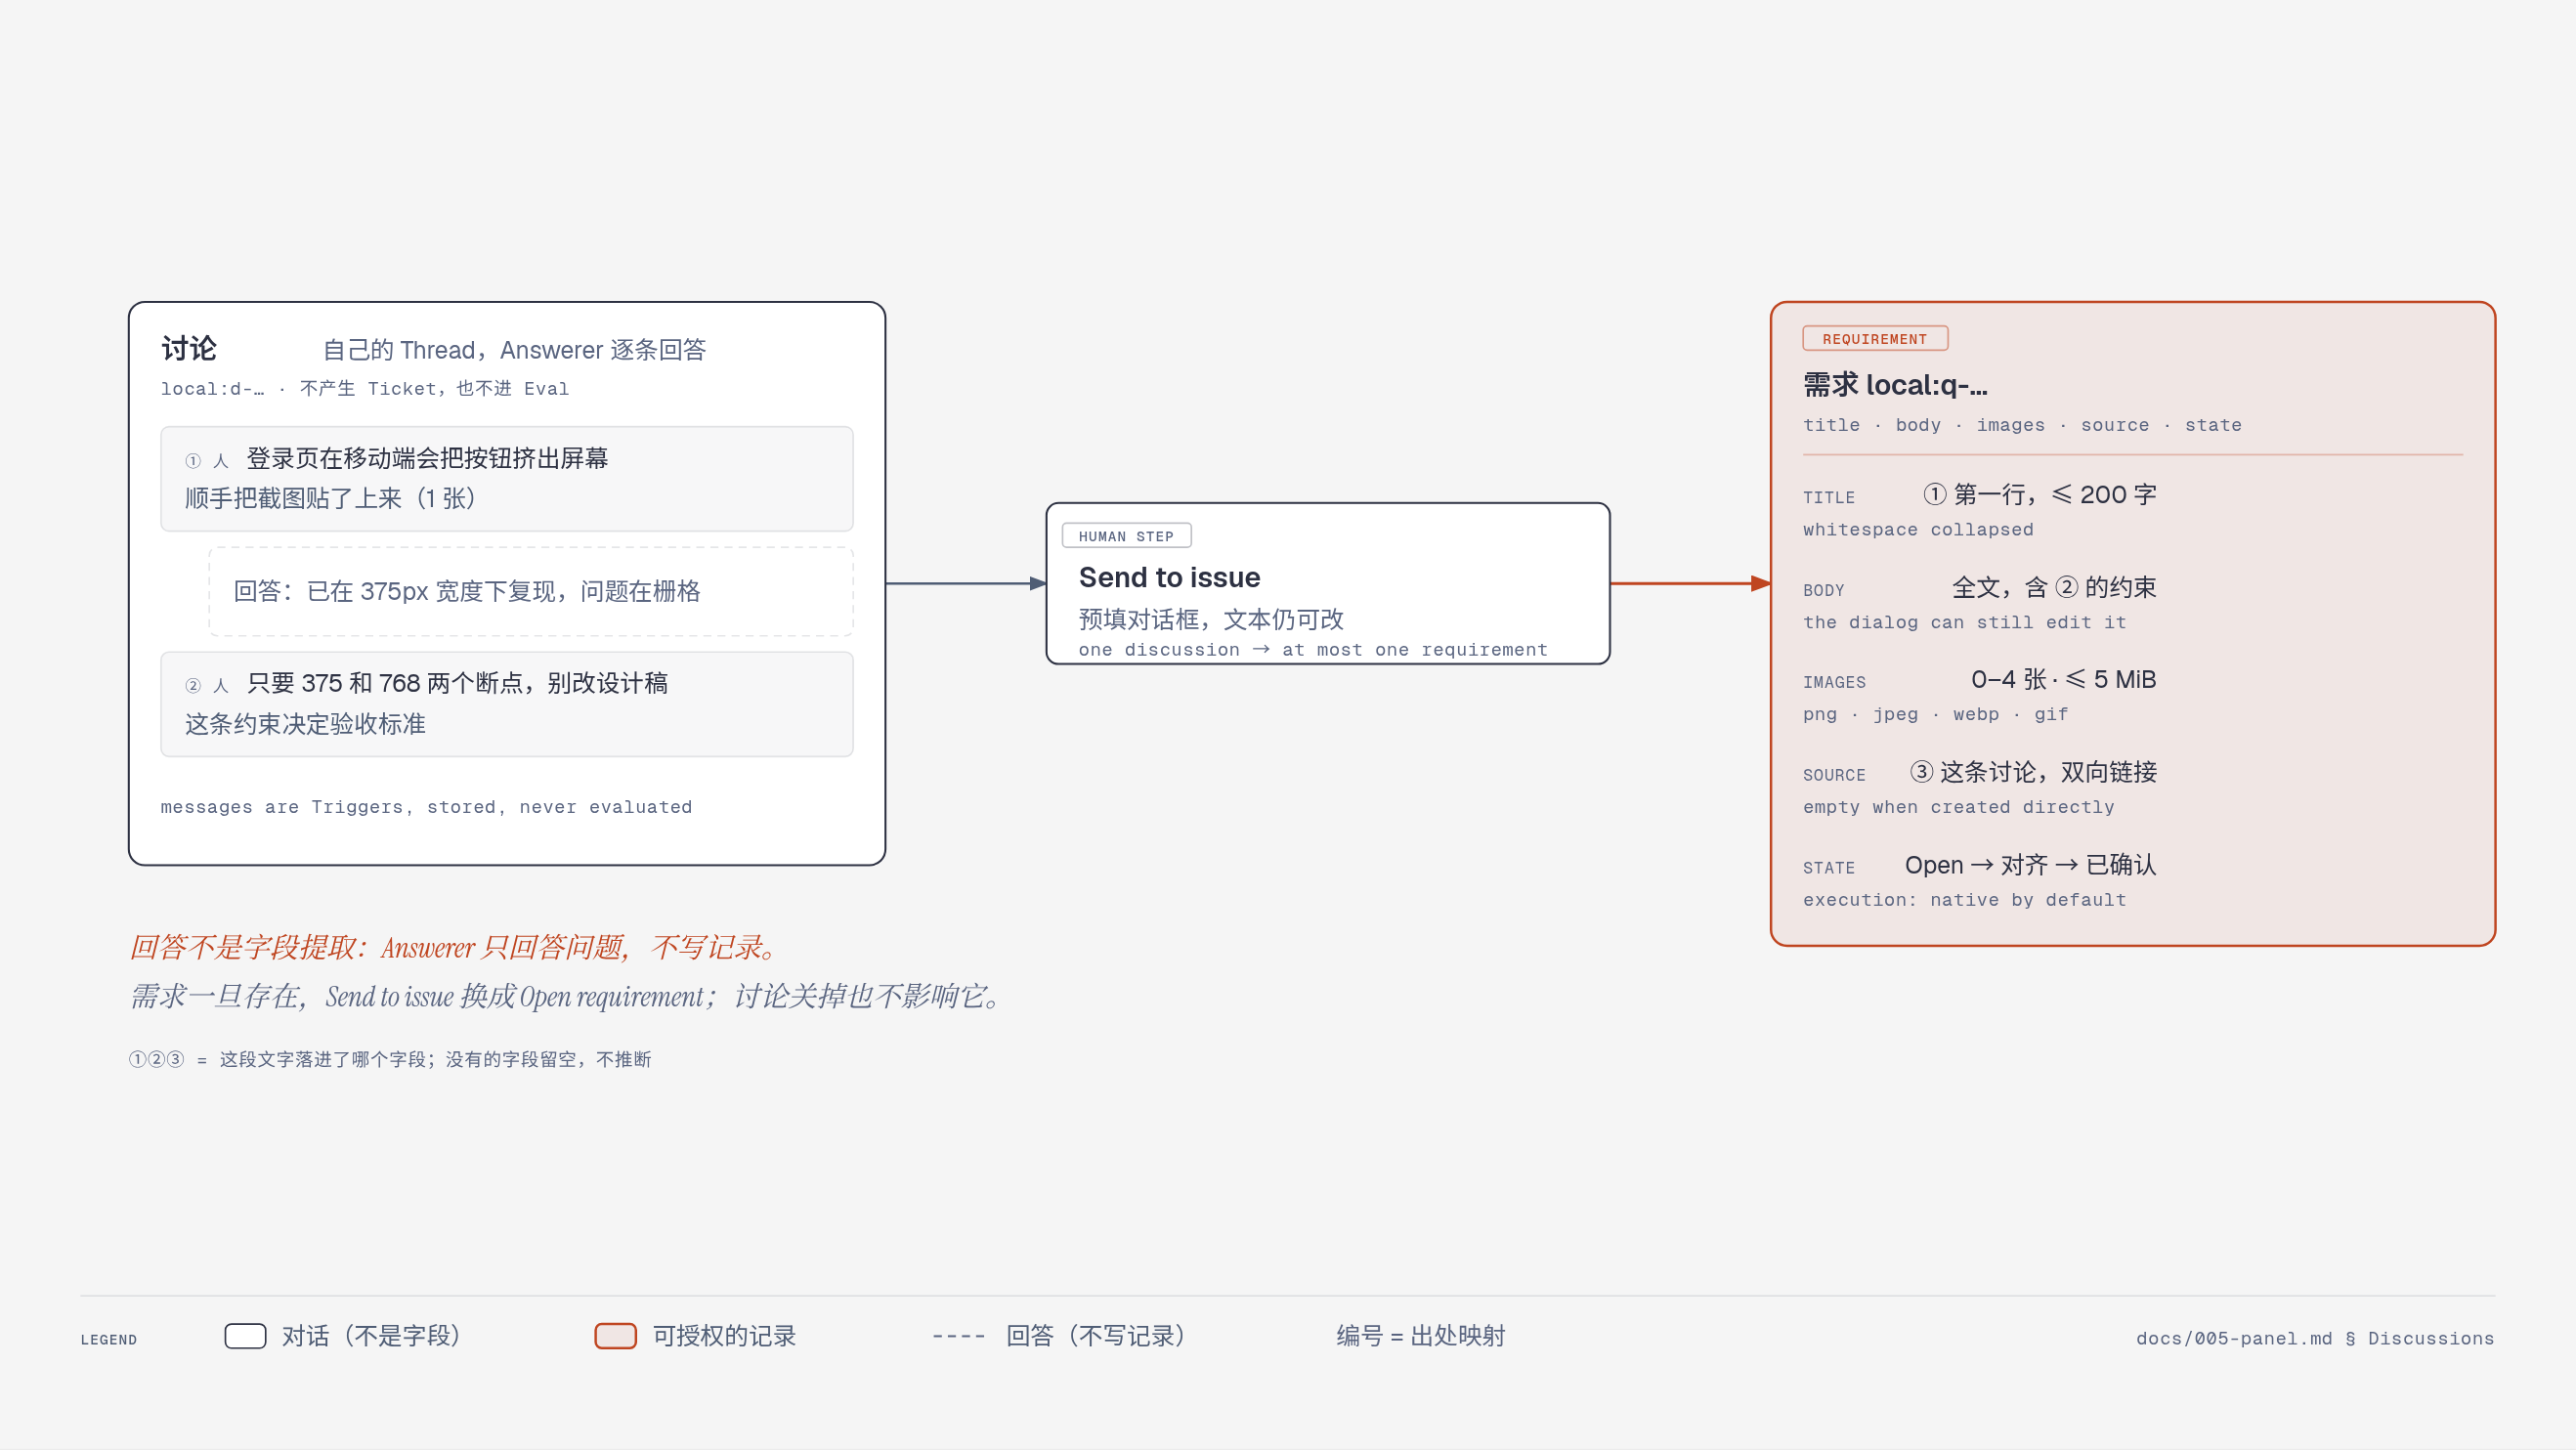 讨论 自己的 Thread，Answerer 逐条回答
local:d-… · 不产生 Ticket，也不进 Eval
① 人 登录页在移动端会把按钮挤出屏幕
顺手把截图贴了上来（1 张）
回答：已在 375px 宽度下复现，问题在栅格
② 人 只要 375 和 768 两个断点，别改设计稿
这条约束决定验收标准
messages are Triggers, stored, never evaluated
HUMAN STEP
Send to issue
预填对话框，文本仍可改
one discussion → at most one requirement
REQUIREMENT
需求 local:q-…
title · body · images · source · state
TITLE ① 第一行，≤ 200 字
whitespace collapsed
BODY 全文，含 ② 的约束
the dialog can still edit it
IMAGES 0–4 张 · ≤ 5 MiB
png · jpeg · webp · gif
SOURCE ③ 这条讨论，双向链接
empty when created directly
STATE Open → 对齐 → 已确认
execution: native by default
回答不是字段提取：Answerer 只回答问题，不写记录。
需求一旦存在，Send to issue 换成 Open requirement；讨论关掉也不影响它。
①②③ = 这段文字落进了哪个字段；没有的字段留空，不推断
LEGEND 对话（不是字段） 可授权的记录 回答（不写记录） 编号 = 出处映射 docs/005-panel.md § Discussions